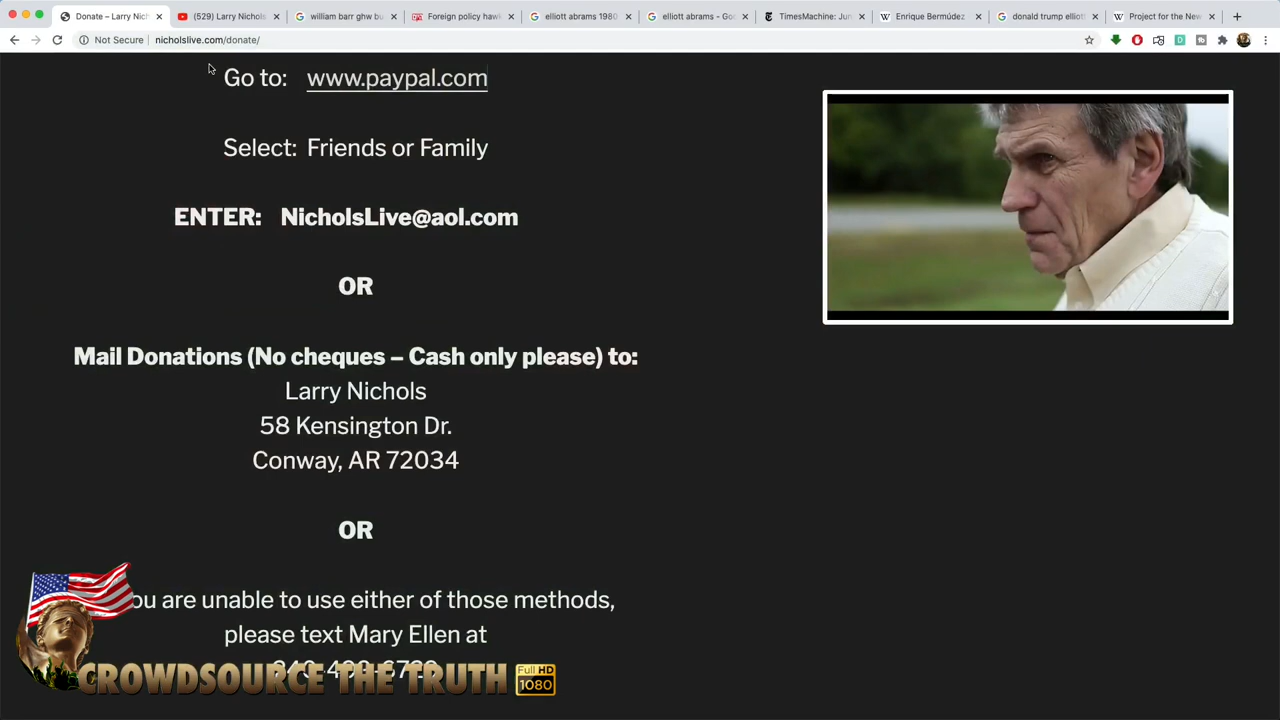 Donate – Larry Nich
(529) Larry Nichols
william barr ghw bu
Foreign policy hawk
elliott abrams 1980
elliott abrams - Goo
TimesMachine: Jun
Enrique Bermúdez
donald trump elliott
Project for the New
Not Secure
nicholslive.com/donate/
Go to: www.paypal.com
Select: Friends or Family
ENTER: NicholsLive@aol.com
OR
Mail Donations (No cheques – Cash only please) to:
Larry Nichols
58 Kensington Dr.
Conway, AR 72034
OR
ou are unable to use either of those methods,
please text Mary Ellen at
CROWDSOURCE THE TRUTH
Full HD
1080